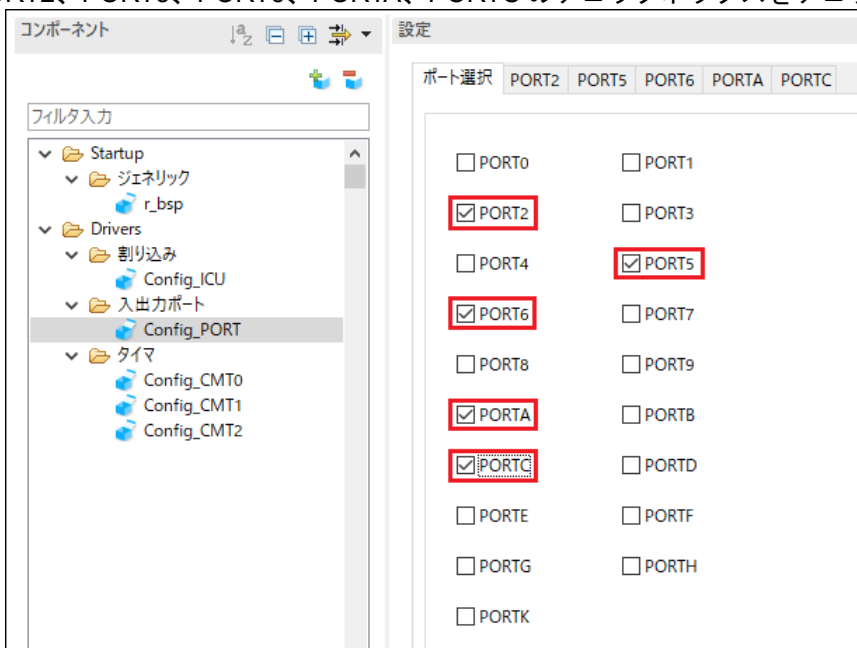 コンポーネント
フィルタ入力
Startup
ジェネリック
r_bsp
Drivers
割り込み
Config_ICU
入出力ポート
Config_PORT
タイマ
Config_CMT0
Config_CMT1
Config_CMT2
設定
ポート選択 PORT2 PORT5 PORT6 PORTA PORTC
PORT0 PORT1
PORT2 PORT3
PORT4 PORT5
PORT6 PORT7
PORT8 PORT9
PORTA PORTB
PORTC PORTD
PORTE PORTF
PORTG PORTH
PORTK